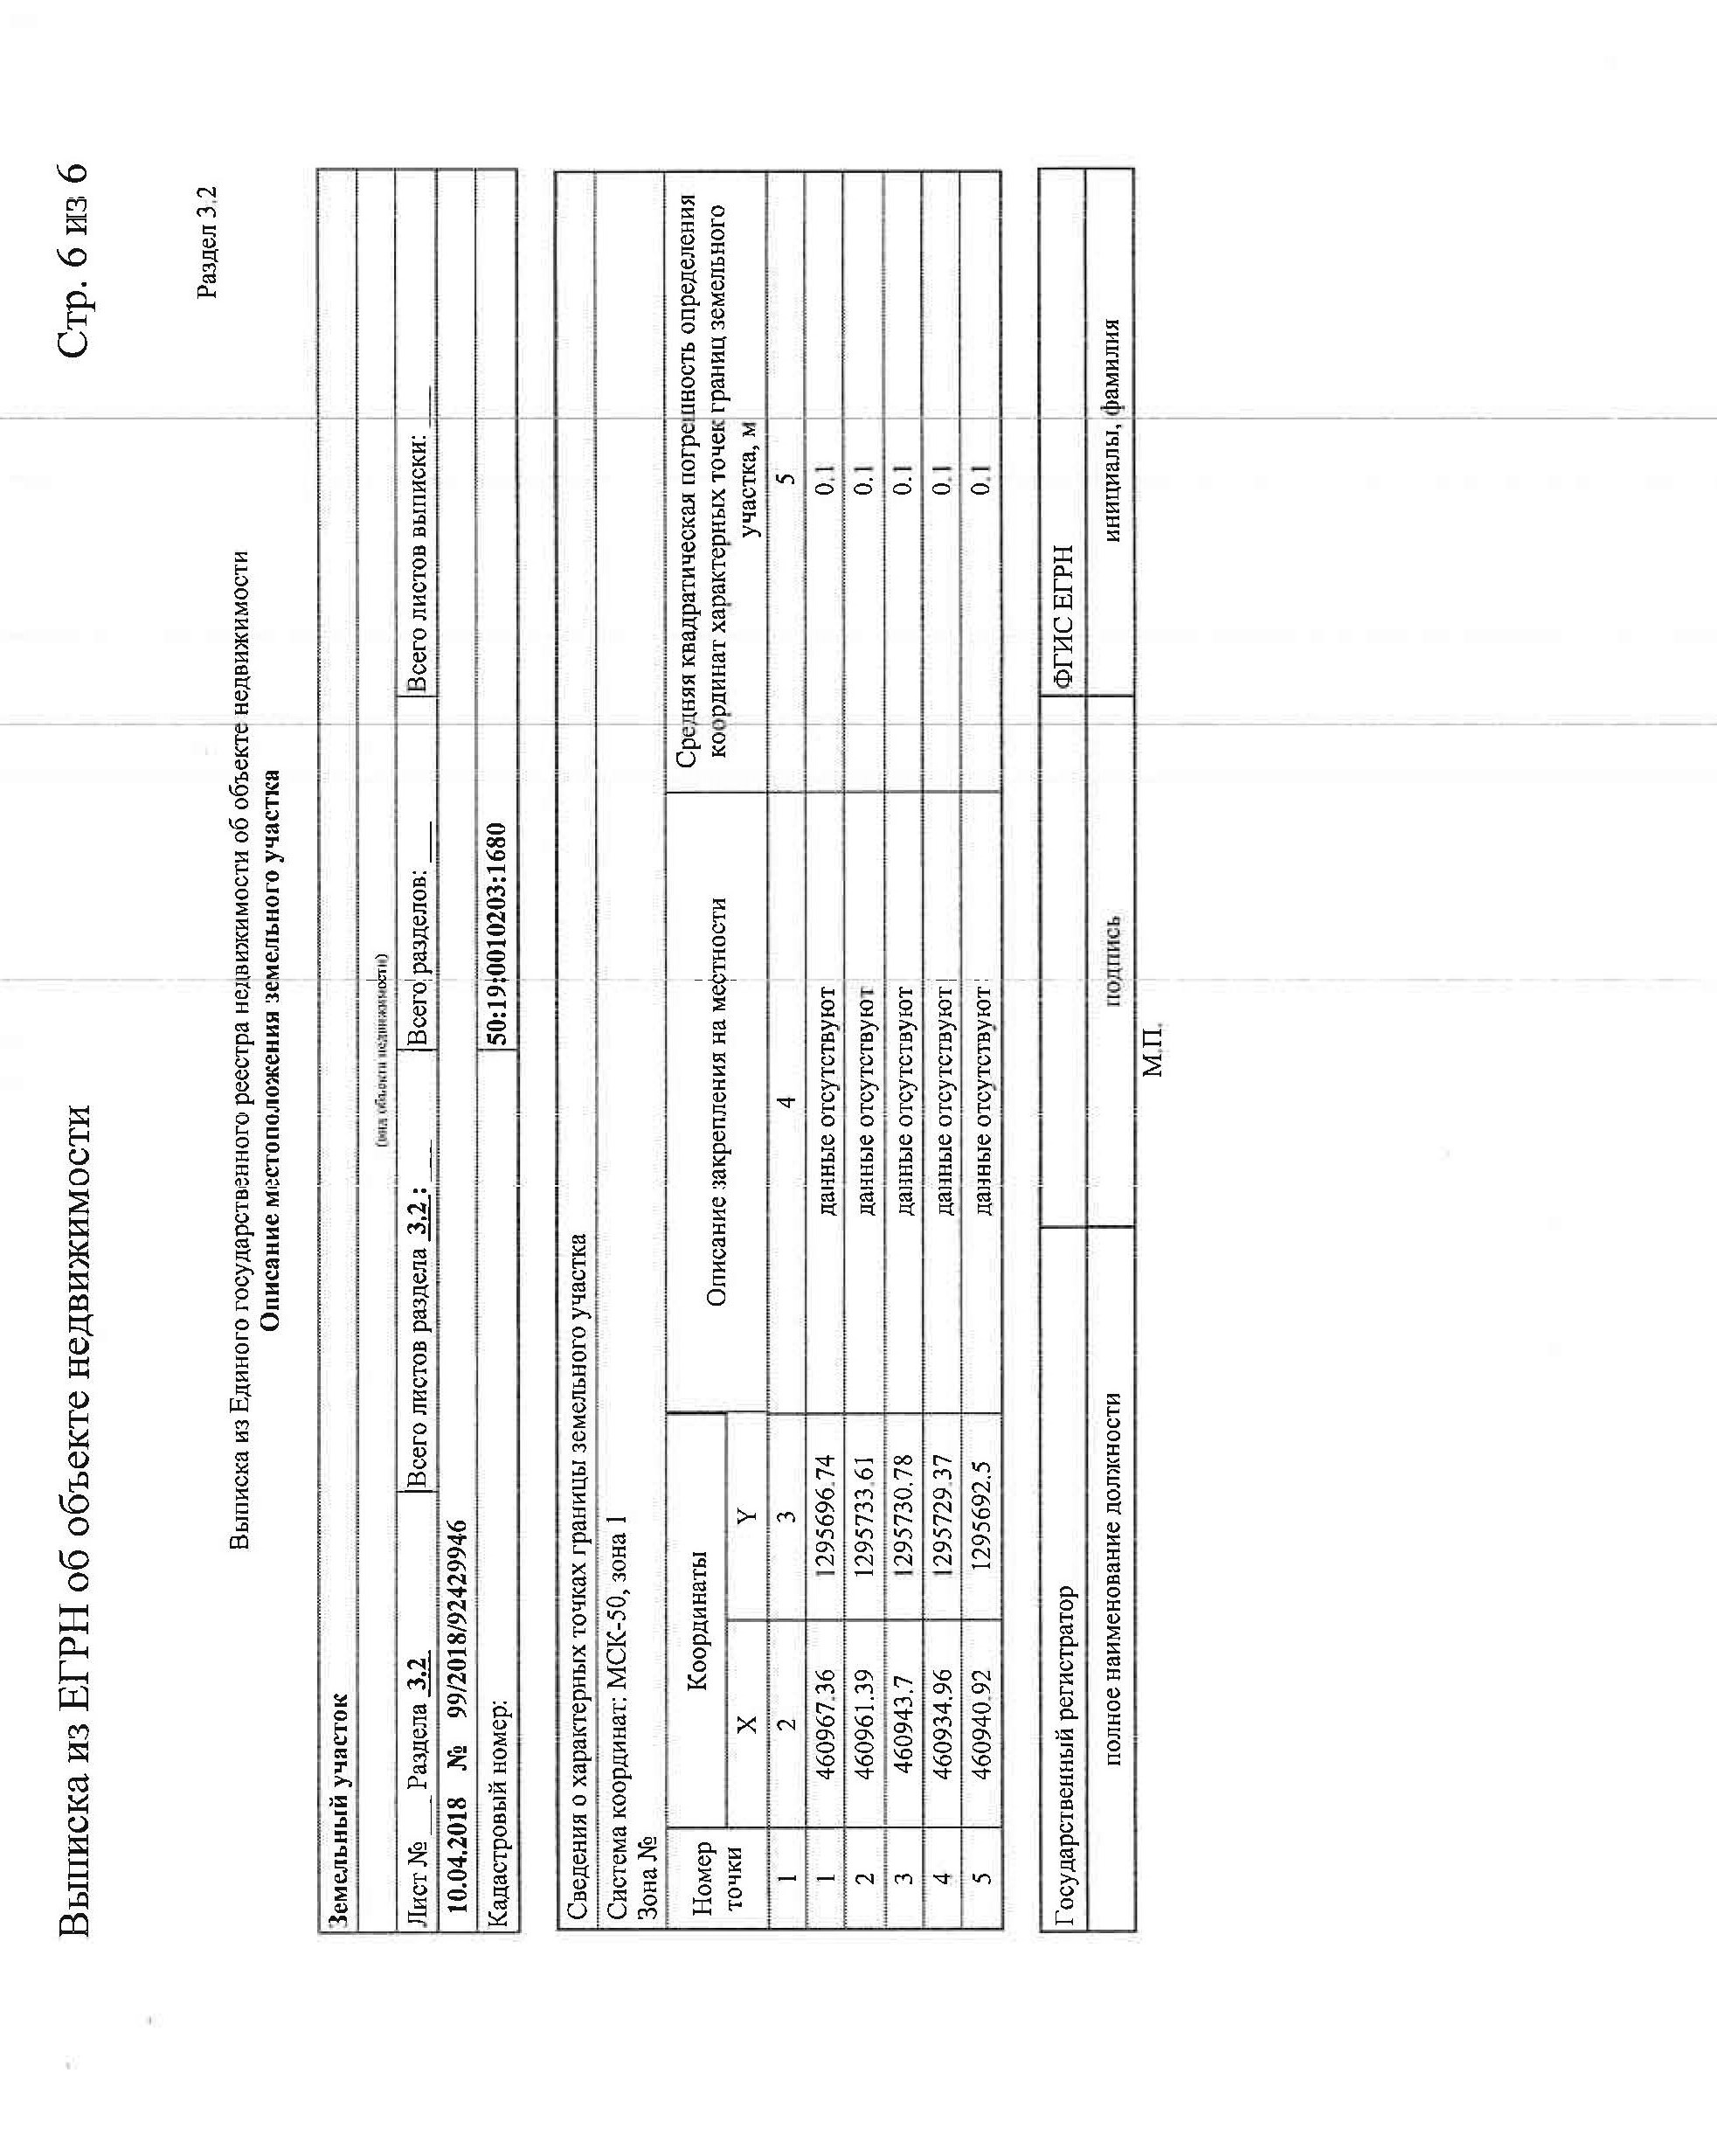 Выписка из ЕГРН об объекте недвижимости Стр. 6 из 6
Раздел 3.2
Выписка из Единого государственного реестра недвижимости об объекте недвижимости
Описание местоположения земельного участка
Земельный участок
(вид объекта недвижимости)
Лист № ___ Раздела 3.2 Всего листов раздела 3.2 : ___ Всего разделов: ___ Всего листов выписки: ___
10.04.2018 № 99/2018/92429946
Кадастровый номер: 50:19:0010203:1680
Сведения о характерных точках границы земельного участка
Система координат: МСК-50, зона 1
Зона №
Номер точки Координаты Описание закрепления на местности Средняя квадратическая погрешность определения
координат характерных точек границ земельного
участка, м
X Y
1 2 3 4 5
1 460967.36 1295696.74 данные отсутствуют 0.1
2 460961.39 1295733.61 данные отсутствуют 0.1
3 460943.7 1295730.78 данные отсутствуют 0.1
4 460934.96 1295729.37 данные отсутствуют 0.1
5 460940.92 1295692.5 данные отсутствуют 0.1
Государственный регистратор ФГИС ЕГРН
полное наименование должности подпись инициалы, фамилия
М.П.